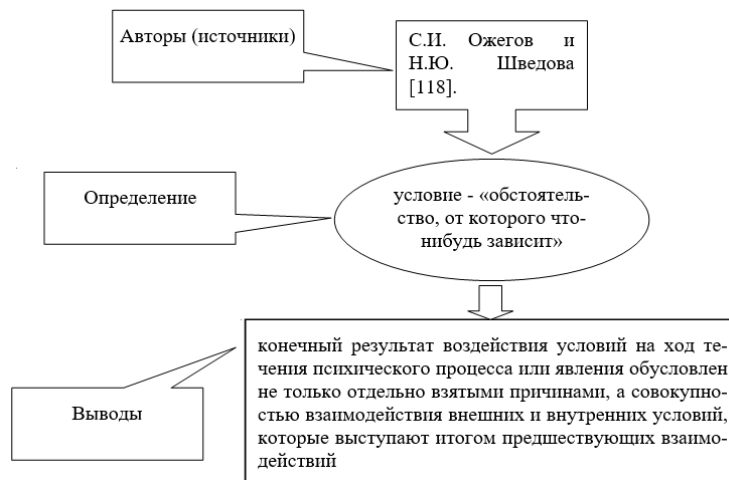 Авторы (источники)
С.И. Ожегов и
Н.Ю. Шведова
[118].
Определение
условие - «обстоятель-
ство, от которого что-
нибудь зависит»
Выводы
конечный результат воздействия условий на ход те-
чения психического процесса или явления обусловлен
не только отдельно взятыми причинами, а совокупно-
стью взаимодействия внешних и внутренних условий,
которые выступают итогом предшествующих взаимо-
действий